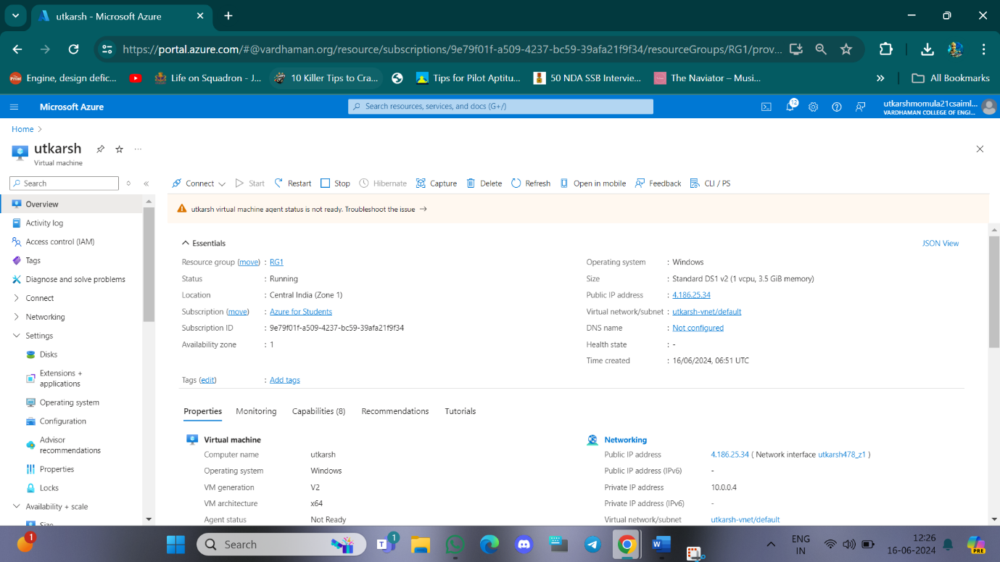 utkarsh - Microsoft Azure
https://portal.azure.com/#@vardhaman.org/resource/subscriptions/9e79f01f-a509-4237-bc59-39afa21f9f34/resourceGroups/RG1/prov...
Engine, design defic... Life on Squadron - J... 10 Killer Tips to Cra... Tips for Pilot Aptitu... 50 NDA SSB Intervie... The Naviator – Musi... » All Bookmarks
Microsoft Azure Search resources, services, and docs (G+/) 12 utkarshmomula21csaiml...
VARDHAMAN COLLEGE OF ENGI...
Home >
utkarsh
Virtual machine
Search « Connect Start Restart Stop Hibernate Capture Delete Refresh Open in mobile Feedback CLI / PS
Overview
Activity log
Access control (IAM)
Tags
Diagnose and solve problems
Connect
Networking
Settings
Disks
Extensions +
applications
Operating system
Configuration
Advisor
recommendations
Properties
Locks
Availability + scale
Size
utkarsh virtual machine agent status is not ready. Troubleshoot the issue →
Essentials JSON View
Resource group (move) : RG1
Status : Running
Location : Central India (Zone 1)
Subscription (move) : Azure for Students
Subscription ID : 9e79f01f-a509-4237-bc59-39afa21f9f34
Availability zone : 1
Operating system : Windows
Size : Standard DS1 v2 (1 vcpu, 3.5 GiB memory)
Public IP address : 4.186.25.34
Virtual network/subnet : utkarsh-vnet/default
DNS name : Not configured
Health state : -
Time created : 16/06/2024, 06:51 UTC
Tags (edit) : Add tags
Properties Monitoring Capabilities (8) Recommendations Tutorials
Virtual machine
Computer name utkarsh
Operating system Windows
VM generation V2
VM architecture x64
Agent status Not Ready
Networking
Public IP address 4.186.25.34 ( Network interface utkarsh478_z1 )
Public IP address (IPv6) -
Private IP address 10.0.0.4
Private IP address (IPv6) -
Virtual network/subnet utkarsh-vnet/default
1 Search 1 ENG
IN
12:26
16-06-2024
PRE